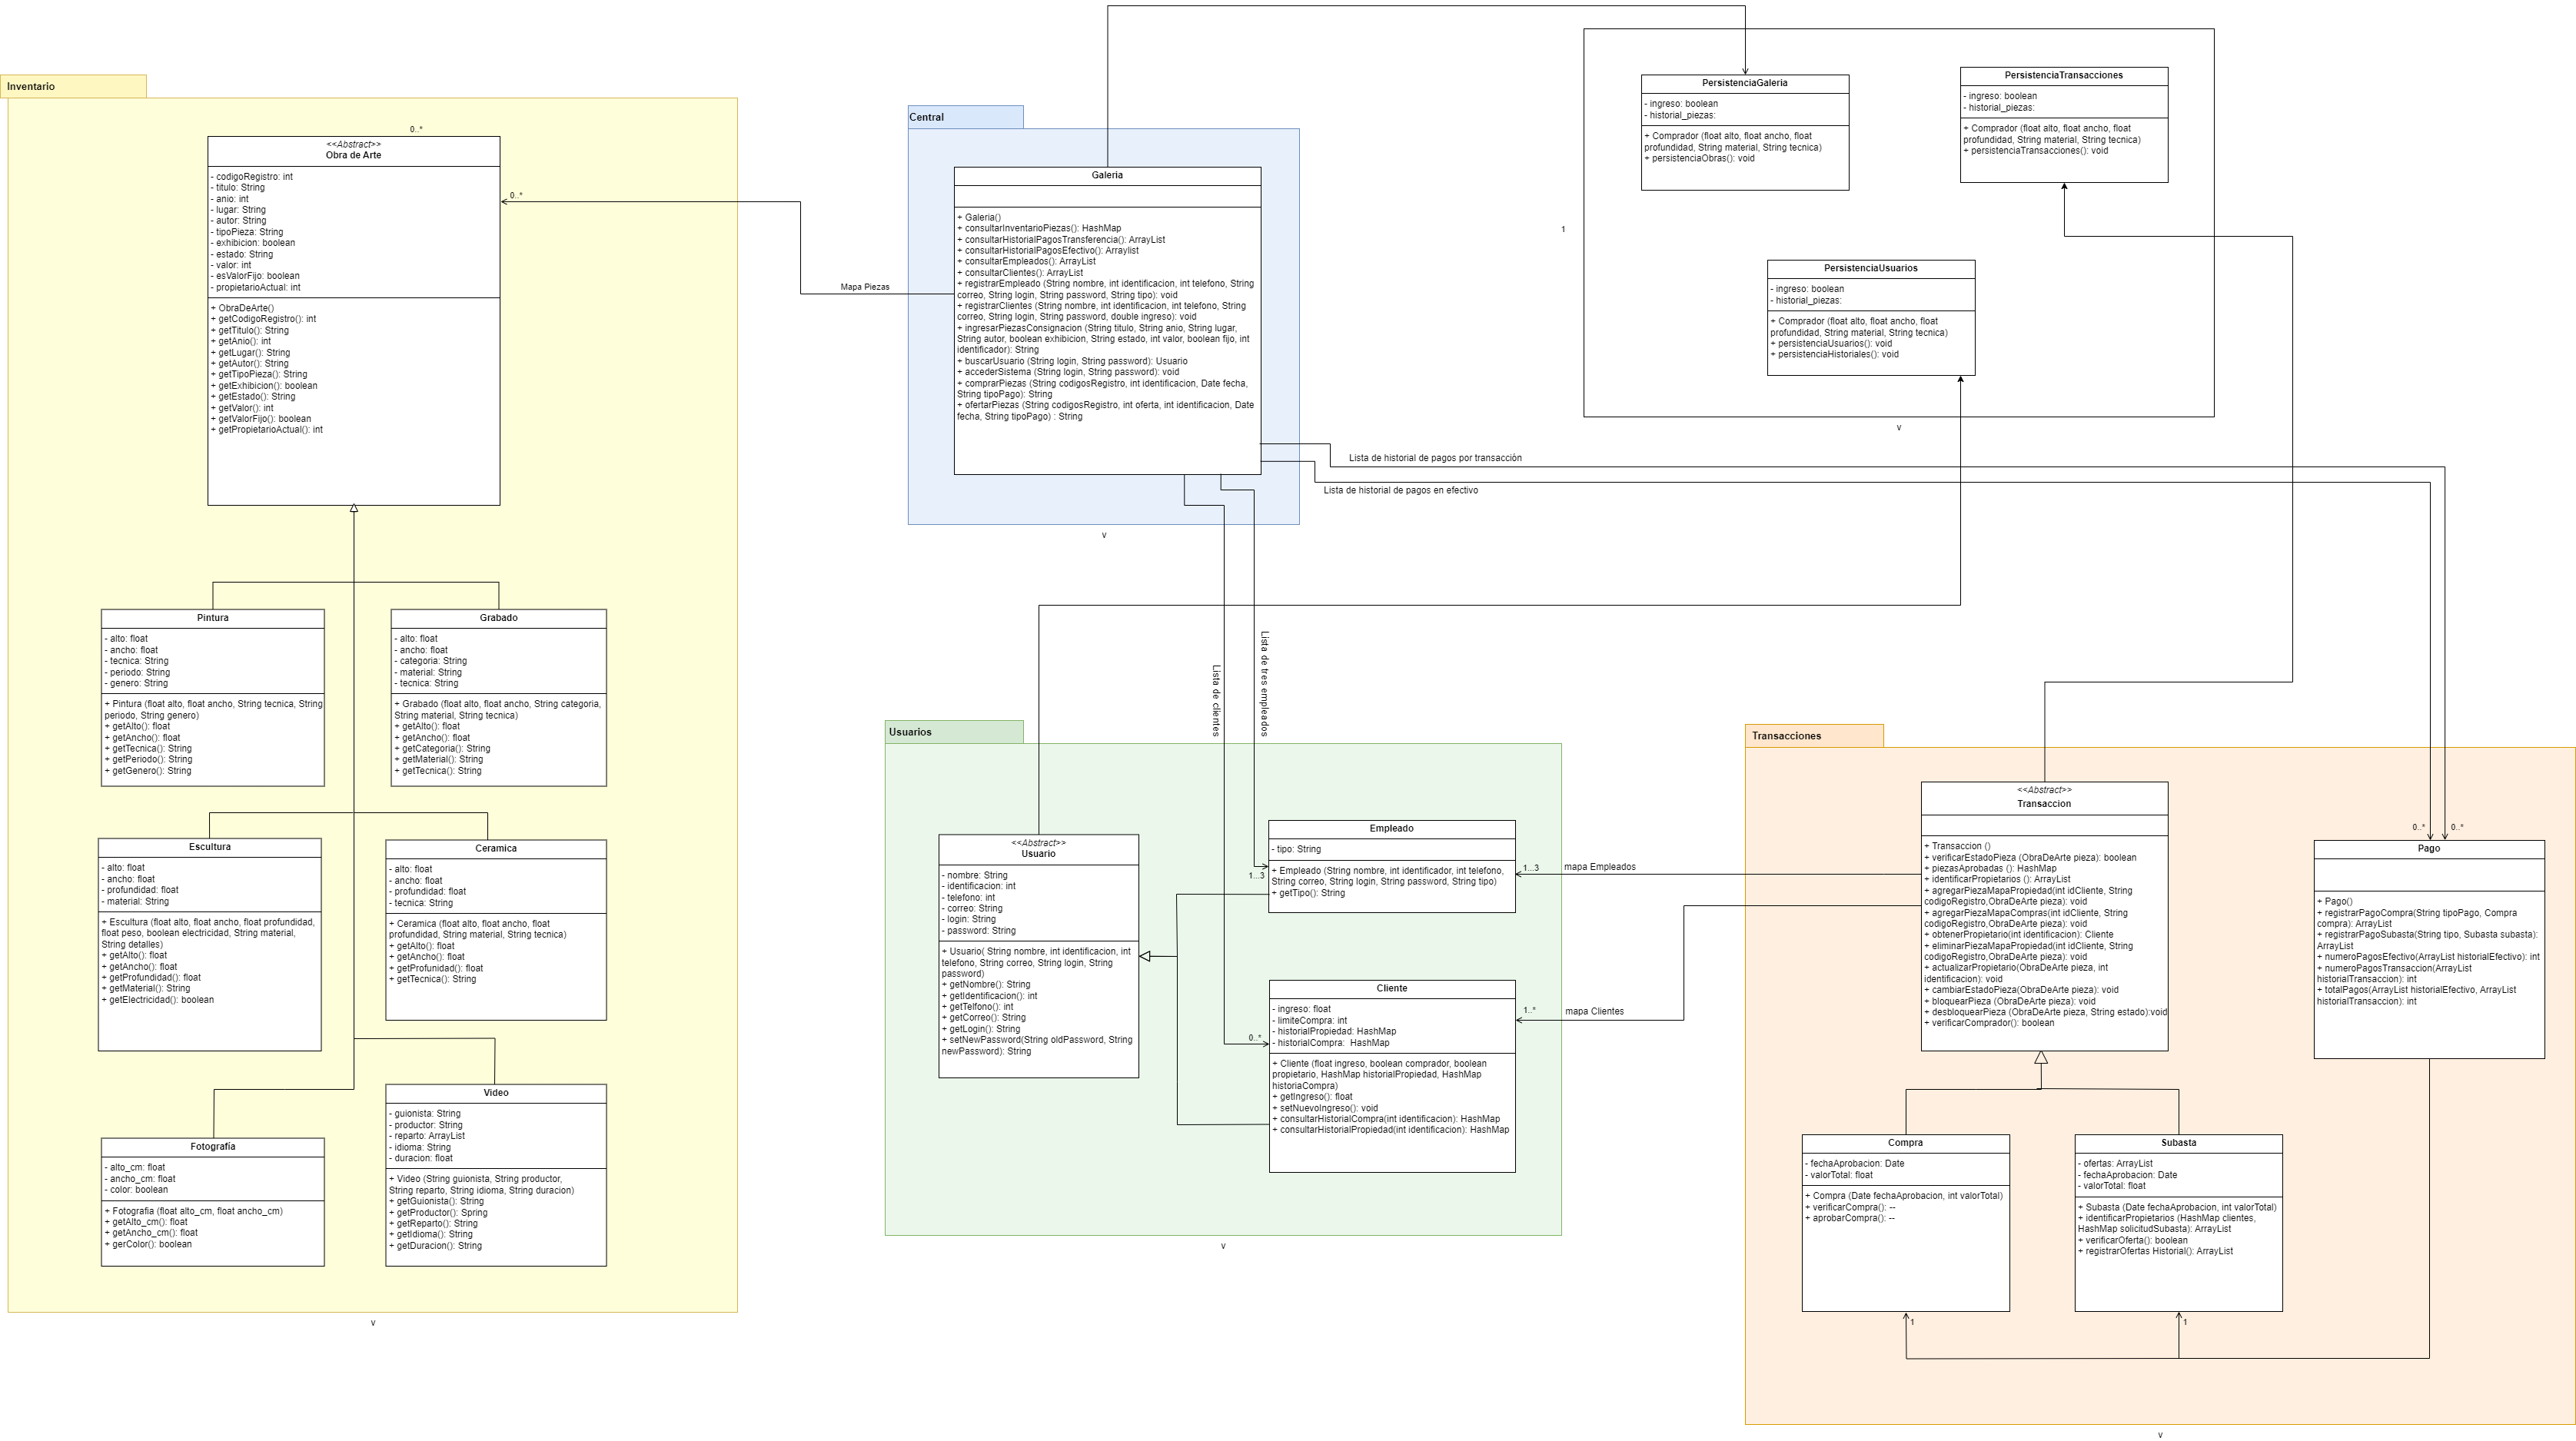 Inventario
0..*
<<Abstract>>
Obra de Arte
- codigoRegistro: int
- titulo: String
- anio: int
- lugar: String
- autor: String
- tipoPieza: String
- exhibicion: boolean
- estado: String
- valor: int
- esValorFijo: boolean
- propietarioActual: int
+ ObraDeArte()
+ getCodigoRegistro(): int
+ getTitulo(): String
+ getAnio(): int
+ getLugar(): String
+ getAutor(): String
+ getTipoPieza(): String
+ getExhibicion(): boolean
+ getEstado(): String
+ getValor(): int
+ getValorFijo(): boolean
+ getPropietarioActual(): int
0..*
Mapa Piezas
Pintura
- alto: float
- ancho: float
- tecnica: String
- periodo: String
- genero: String
+ Pintura (float alto, float ancho, String tecnica, String
periodo, String genero)
+ getAlto(): float
+ getAncho(): float
+ getTecnica(): String
+ getPeriodo(): String
+ getGenero(): String
Grabado
- alto: float
- ancho: float
- categoria: String
- material: String
- tecnica: String
+ Grabado (float alto, float ancho, String categoria,
String material, String tecnica)
+ getAlto(): float
+ getAncho(): float
+ getCategoria(): String
+ getMaterial(): String
+ getTecnica(): String
Escultura
- alto: float
- ancho: float
- profundidad: float
- material: String
+ Escultura (float alto, float ancho, float profundidad,
float peso, boolean electricidad, String material,
String detalles)
+ getAlto(): float
+ getAncho(): float
+ getProfundidad(): float
+ getMaterial(): String
+ getElectricidad(): boolean
Ceramica
- alto: float
- ancho: float
- profundidad: float
- tecnica: String
+ Ceramica (float alto, float ancho, float
profundidad, String material, String tecnica)
+ getAlto(): float
+ getAncho(): float
+ getProfunidad(): float
+ getTecnica(): String
Fotografía
- alto_cm: float
- ancho_cm: float
- color: boolean
+ Fotografia (float alto_cm, float ancho_cm)
+ getAlto_cm(): float
+ getAncho_cm(): float
+ gerColor(): boolean
Video
- guionista: String
- productor: String
- reparto: ArrayList
- idioma: String
- duracion: float
+ Video (String guionista, String productor,
String reparto, String idioma, String duracion)
+ getGuionista(): String
+ getProductor(): Spring
+ getReparto(): String
+ getIdioma(): String
+ getDuracion(): String
v
Central
Galeria
+ Galeria()
+ consultarInventarioPiezas(): HashMap
+ consultarHistorialPagosTransferencia(): ArrayList
+ consultarHistorialPagosEfectivo(): Arraylist
+ consultarEmpleados(): ArrayList
+ consultarClientes(): ArrayList
+ registrarEmpleado (String nombre, int identificacion, int telefono, String
correo, String login, String password, String tipo): void
+ registrarClientes (String nombre, int identificacion, int telefono, String
correo, String login, String password, double ingreso): void
+ ingresarPiezasConsignacion (String titulo, String anio, String lugar,
String autor, boolean exhibicion, String estado, int valor, boolean fijo, int
identificador): String
+ buscarUsuario (String login, String password): Usuario
+ accederSistema (String login, String password): void
+ comprarPiezas (String codigosRegistro, int identificacion, Date fecha,
String tipoPago): String
+ ofertarPiezas (String codigosRegistro, int oferta, int identificacion, Date
fecha, String tipoPago) : String
v
1
PersistenciaGaleria
- ingreso: boolean
- historial_piezas:
+ Comprador (float alto, float ancho, float
profundidad, String material, String tecnica)
+ persistenciaObras(): void
PersistenciaTransacciones
- ingreso: boolean
- historial_piezas:
+ Comprador (float alto, float ancho, float
profundidad, String material, String tecnica)
+ persistenciaTransacciones(): void
PersistenciaUsuarios
- ingreso: boolean
- historial_piezas:
+ Comprador (float alto, float ancho, float
profundidad, String material, String tecnica)
+ persistenciaUsuarios(): void
+ persistenciaHistoriales(): void
v
Lista de historial de pagos por transacción
Lista de historial de pagos en efectivo
Lista de clientes
Lista de tres empleados
Usuarios
<<Abstract>>
Usuario
- nombre: String
- identificacion: int
- telefono: int
- correo: String
- login: String
- password: String
+ Usuario( String nombre, int identificacion, int
telefono, String correo, String login, String
password)
+ getNombre(): String
+ getIdentificacion(): int
+ getTelfono(): int
+ getCorreo(): String
+ getLogin(): String
+ setNewPassword(String oldPassword, String
newPassword): String
Empleado
- tipo: String
+ Empleado (String nombre, int identificador, int telefono,
String correo, String login, String password, String tipo)
+ getTipo(): String
1...3
1...3
mapa Empleados
Cliente
- ingreso: float
- limiteCompra: int
- historialPropiedad: HashMap
- historialCompra:  HashMap
+ Cliente (float ingreso, boolean comprador, boolean
propietario, HashMap historialPropiedad, HashMap
historiaCompra)
+ getIngreso(): float
+ setNuevoIngreso(): void
+ consultarHistorialCompra(int identificacion): HashMap
+ consultarHistorialPropiedad(int identificacion): HashMap
0..*
1..*
mapa Clientes
v
Transacciones
<<Abstract>>
Transaccion
+ Transaccion ()
+ verificarEstadoPieza (ObraDeArte pieza): boolean
+ piezasAprobadas (): HashMap
+ identificarPropietarios (): ArrayList
+ agregarPiezaMapaPropiedad(int idCliente, String
codigoRegistro,ObraDeArte pieza): void
+ agregarPiezaMapaCompras(int idCliente, String
codigoRegistro,ObraDeArte pieza): void
+ obtenerPropietario(int identificacion): Cliente
+ eliminarPiezaMapaPropiedad(int idCliente, String
codigoRegistro,ObraDeArte pieza): void
+ actualizarPropietario(ObraDeArte pieza, int
identificacion): void
+ cambiarEstadoPieza(ObraDeArte pieza): void
+ bloquearPieza (ObraDeArte pieza): void
+ desbloquearPieza (ObraDeArte pieza, String estado):void
+ verificarComprador(): boolean
0..*
0..*
Pago
+ Pago()
+ registrarPagoCompra(String tipoPago, Compra
compra): ArrayList
+ registrarPagoSubasta(String tipo, Subasta subasta):
ArrayList
+ numeroPagosEfectivo(ArrayList historialEfectivo): int
+ numeroPagosTransaccion(ArrayList
historialTransaccion): int
+ totalPagos(ArrayList historialEfectivo, ArrayList
historialTransaccion): int
Compra
- fechaAprobacion: Date
- valorTotal: float
+ Compra (Date fechaAprobacion, int valorTotal)
+ verificarCompra(): --
+ aprobarCompra(): --
1
Subasta
- ofertas: ArrayList
- fechaAprobacion: Date
- valorTotal: float
+ Subasta (Date fechaAprobacion, int valorTotal)
+ identificarPropietarios (HashMap clientes,
HashMap solicitudSubasta): ArrayList
+ verificarOferta(): boolean
+ registrarOfertas Historial(): ArrayList
1
v